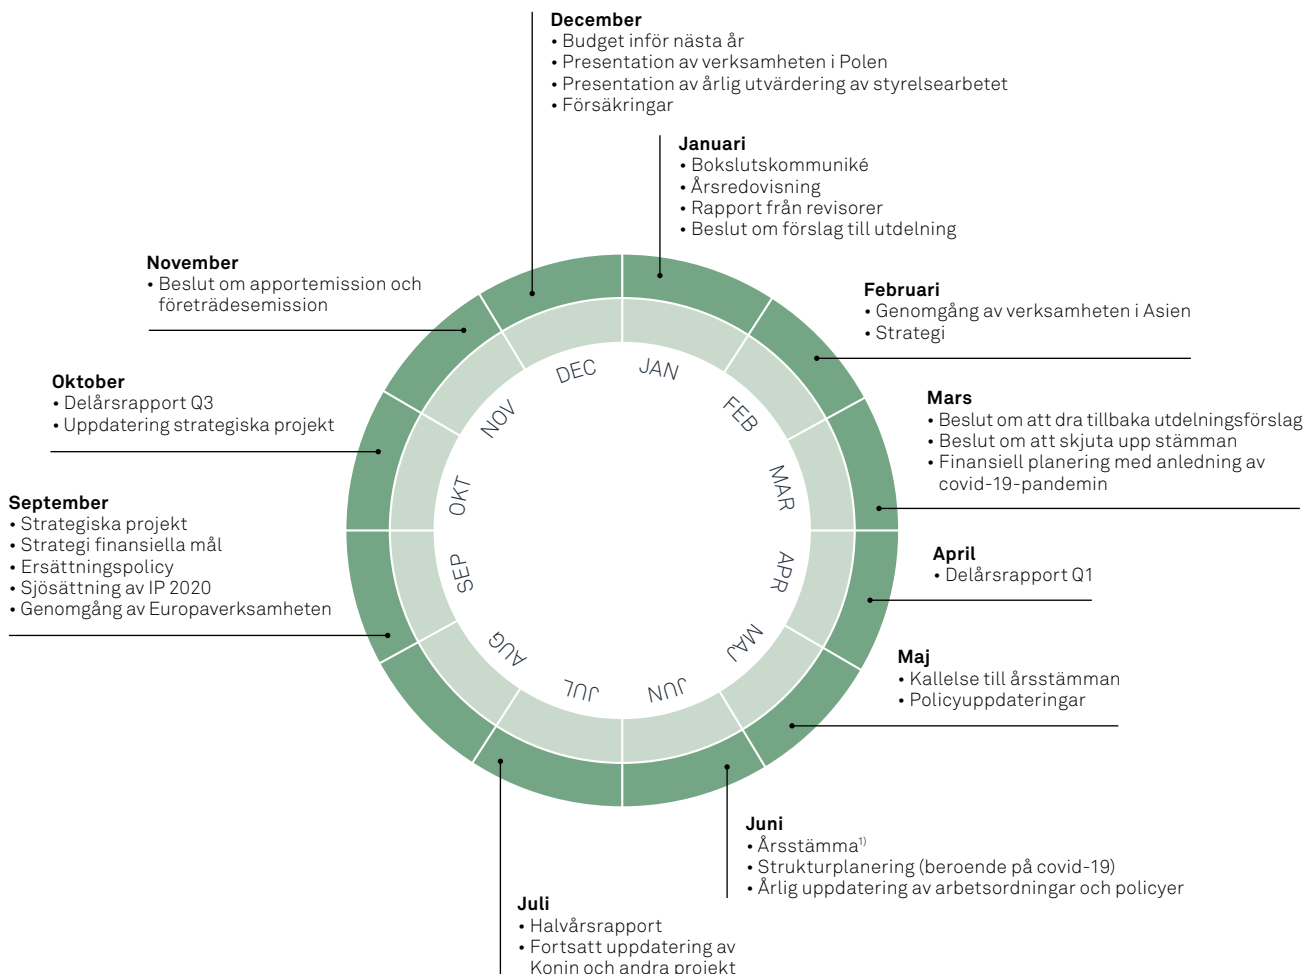 December
• Budget inför nästa år
• Presentation av verksamheten i Polen
• Presentation av årlig utvärdering av styrelsearbetet
• Försäkringar
Januari
• Bokslutskommuniké
• Årsredovisning
• Rapport från revisorer
• Beslut om förslag till utdelning
November
• Beslut om apportemission och
företrädesemission
Februari
• Genomgång av verksamheten i Asien
• Strategi
Oktober
• Delårsrapport Q3
• Uppdatering strategiska projekt
Mars
• Beslut om att dra tillbaka utdelningsförslag
• Beslut om att skjuta upp stämman
• Finansiell planering med anledning av
covid-19-pandemin
September
• Strategiska projekt
• Strategi finansiella mål
• Ersättningspolicy
• Sjösättning av IP 2020
• Genomgång av Europaverksamheten
April
• Delårsrapport Q1
Maj
• Kallelse till årsstämman
• Policyuppdateringar
Juni
• Årsstämma¹⁾
• Strukturplanering (beroende på covid-19)
• Årlig uppdatering av arbetsordningar och policyer
Juli
• Halvårsrapport
• Fortsatt uppdatering av
Konin och andra projekt
JAN
FEB
MAR
APR
MAJ
JUN
JUL
AUG
SEP
OKT
NOV
DEC